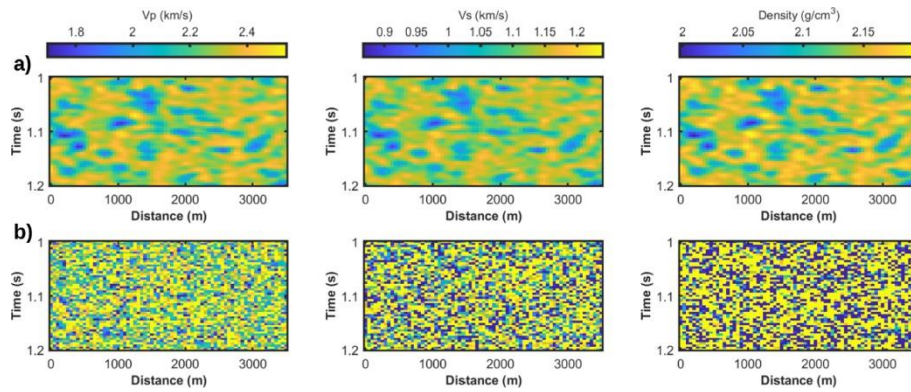 Vp (km/s)
1.8 2 2.2 2.4
Vs (km/s)
0.9 0.95 1 1.05 1.1 1.15 1.2
Density (g/cm³)
2 2.05 2.1 2.15
a)
Time (s)
1
1.1
1.2
0 1000 2000 3000
Distance (m)
Time (s)
1
1.1
1.2
0 1000 2000 3000
Distance (m)
Time (s)
1
1.1
1.2
0 1000 2000 3000
Distance (m)
b)
Time (s)
1
1.1
1.2
0 1000 2000 3000
Distance (m)
Time (s)
1
1.1
1.2
0 1000 2000 3000
Distance (m)
Time (s)
1
1.1
1.2
0 1000 2000 3000
Distance (m)